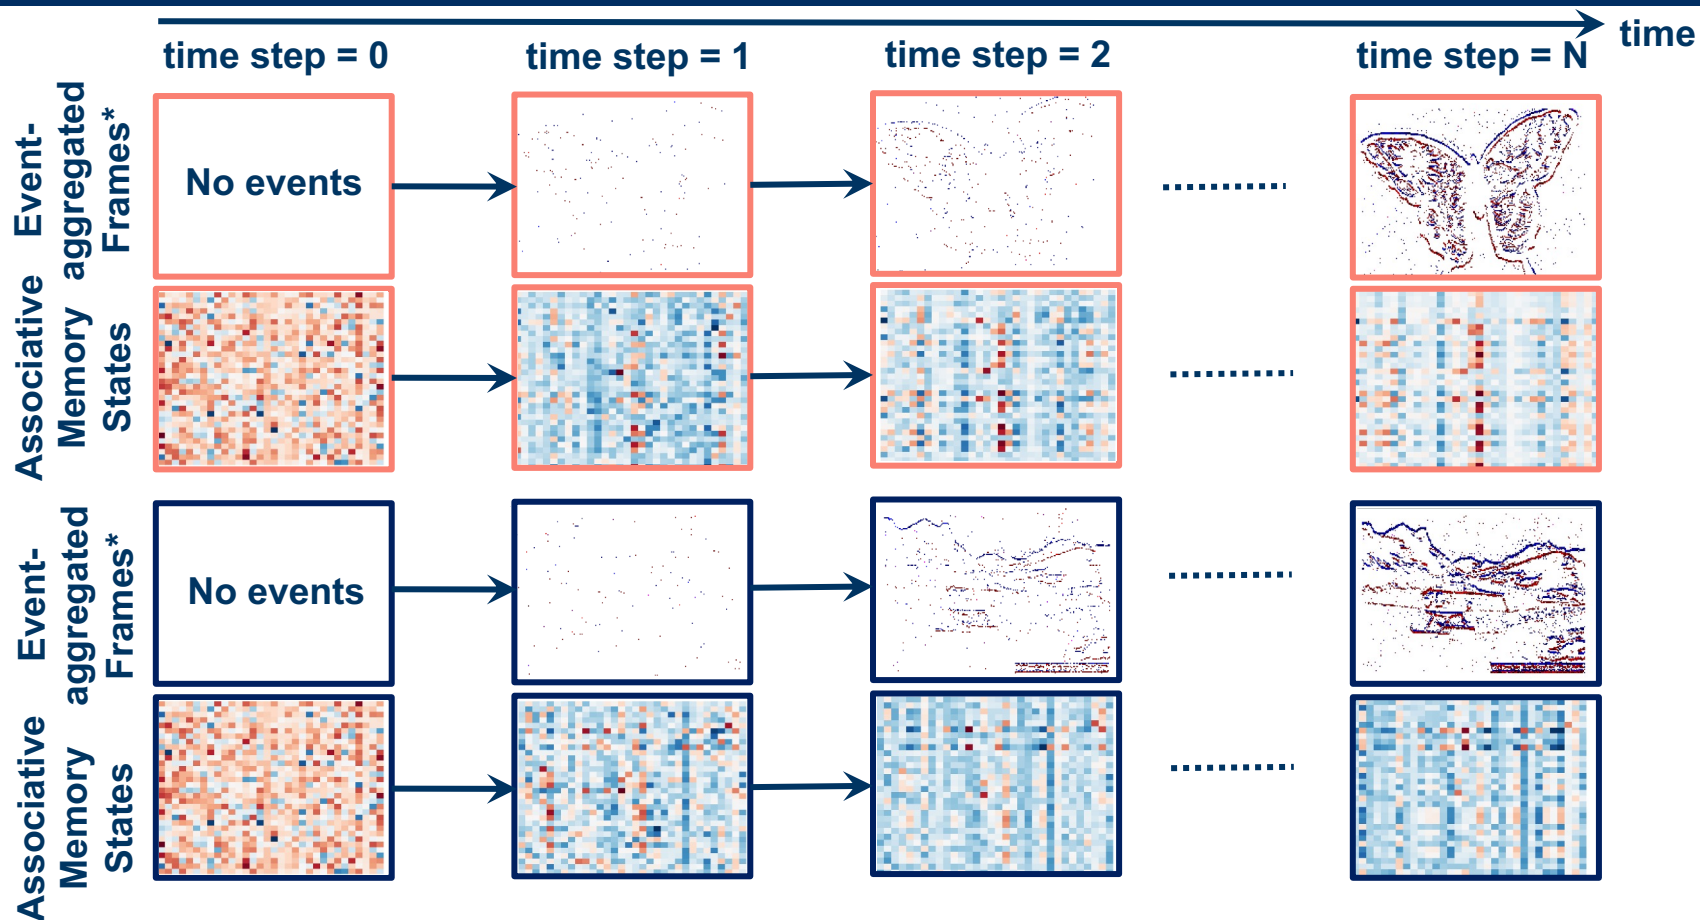 time
time step = 0
time step = 1
time step = 2
time step = N
Event-
aggregated
Frames*
No events
Associative
Memory
States
Event-
aggregated
Frames*
No events
Associative
Memory
States